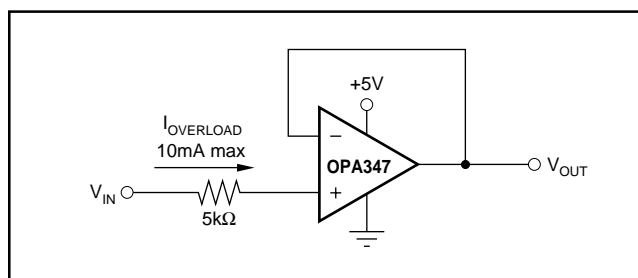 +5V
I_OVERLOAD
10mA max
−
OPA347
V_OUT
V_IN
+
5kΩ